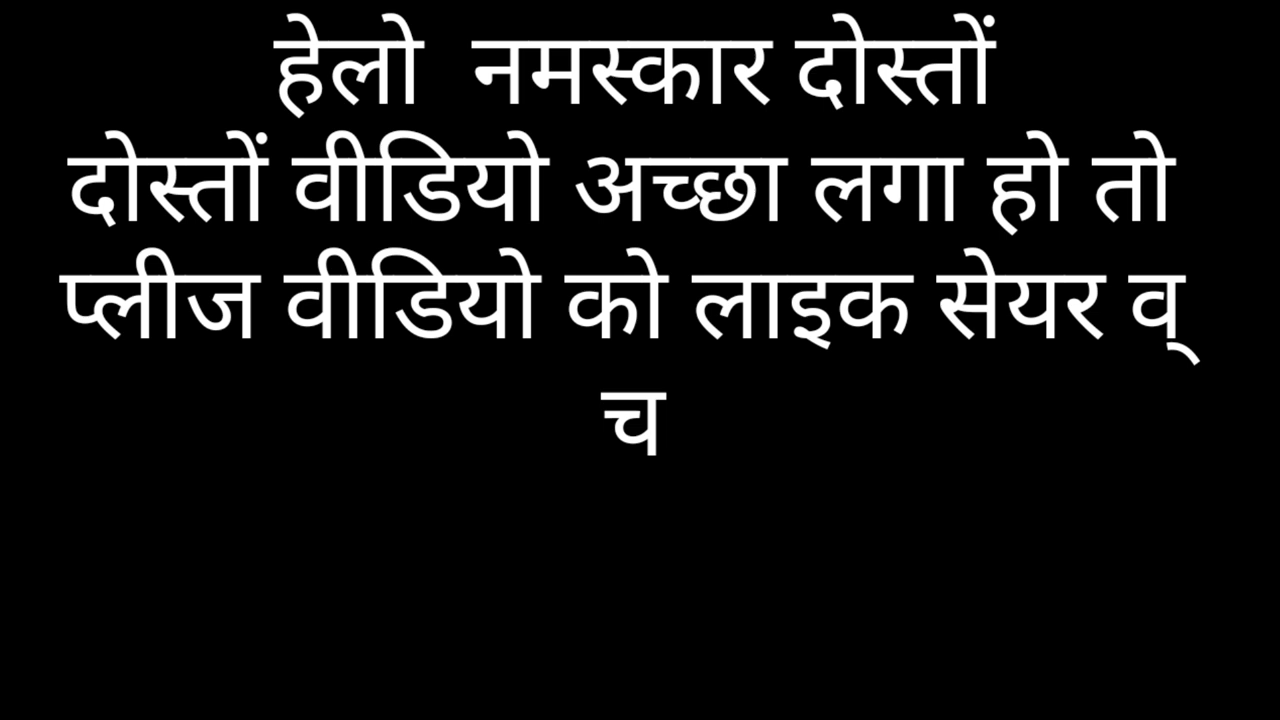 हेलो  नमस्कार दोस्तों
दोस्तों वीडियो अच्छा लगा हो तो
प्लीज वीडियो को लाइक सेयर व्
च